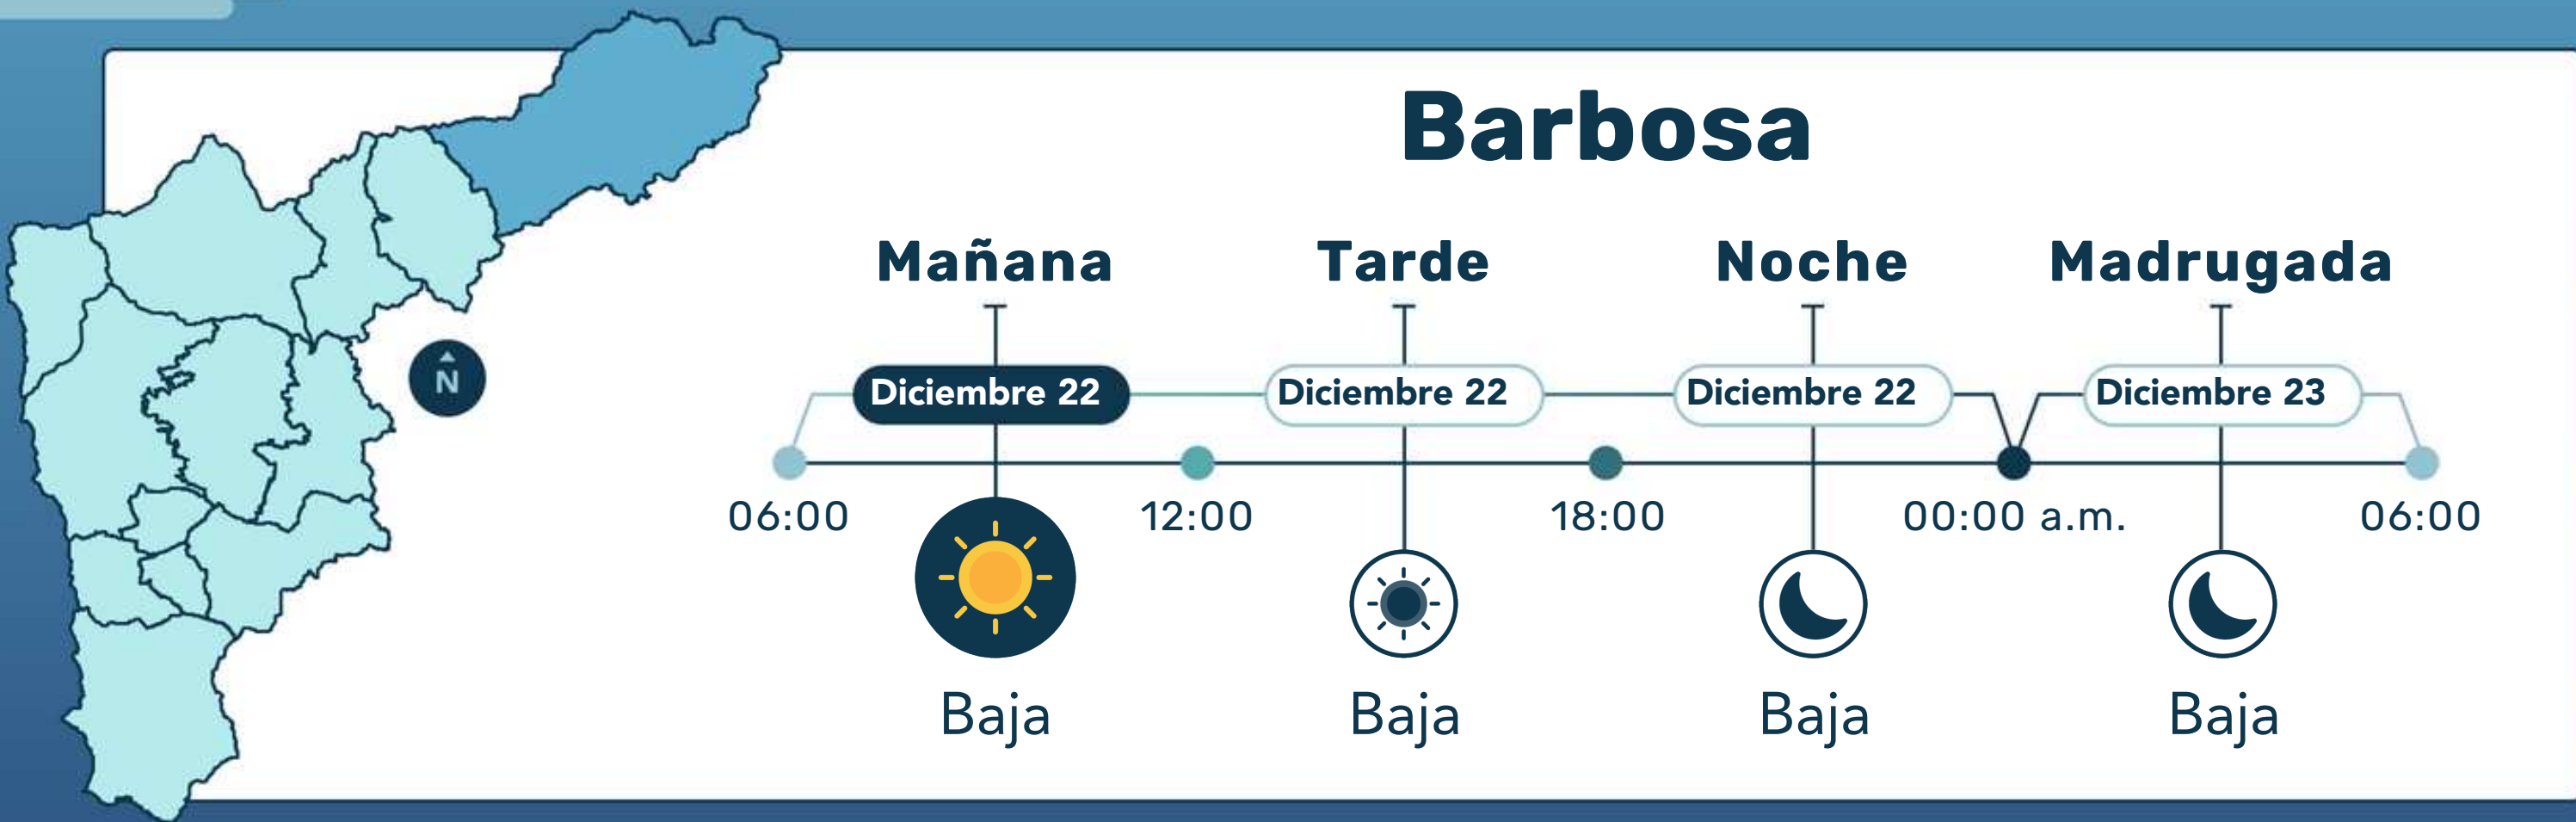 Barbosa
Mañana Tarde Noche Madrugada
Diciembre 22 Diciembre 22 Diciembre 22 Diciembre 23
N
06:00 12:00 18:00 00:00 a.m. 06:00
Baja Baja Baja Baja